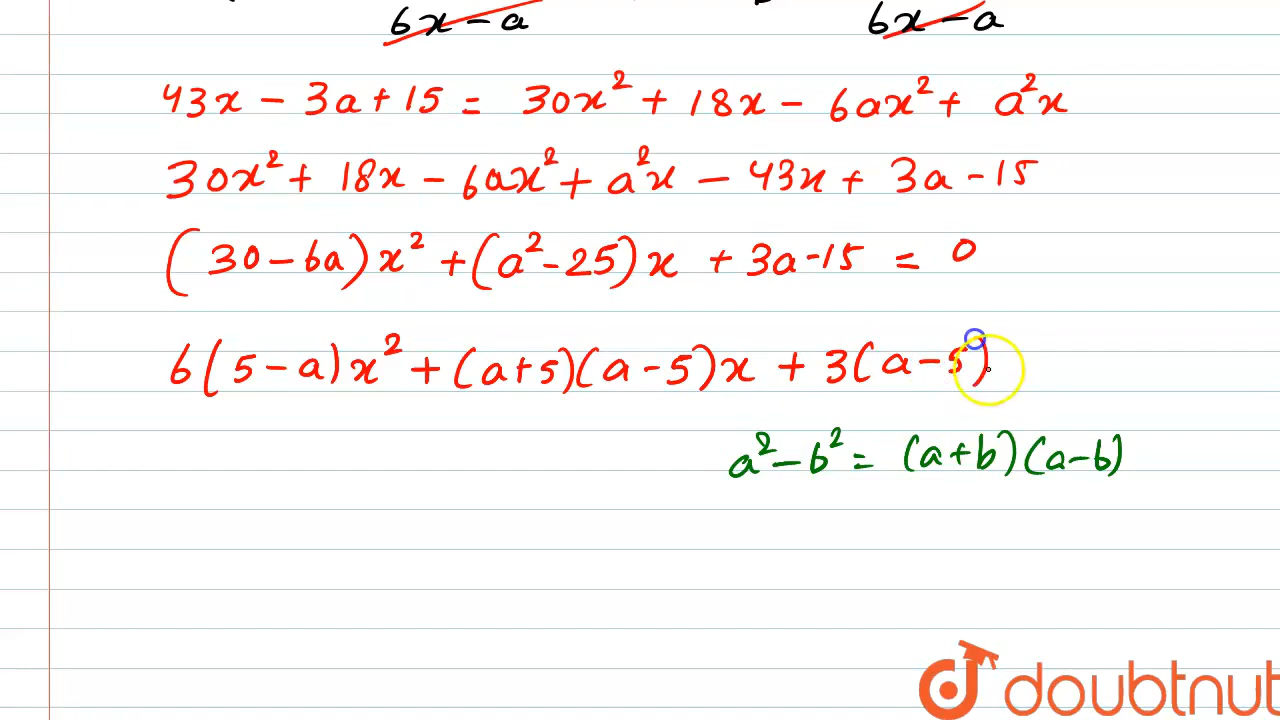 6x - a 6x - a
43x - 3a + 15 = 30x² + 18x - 6ax² + a²x
30x² + 18x - 6ax² + a²x - 43x + 3a - 15
(30 - 6a)x² + (a² - 25)x + 3a - 15 = 0
6(5 - a)x² + (a + 5)(a - 5)x + 3(a - 5)
a² - b² = (a + b)(a - b)
doubtnut